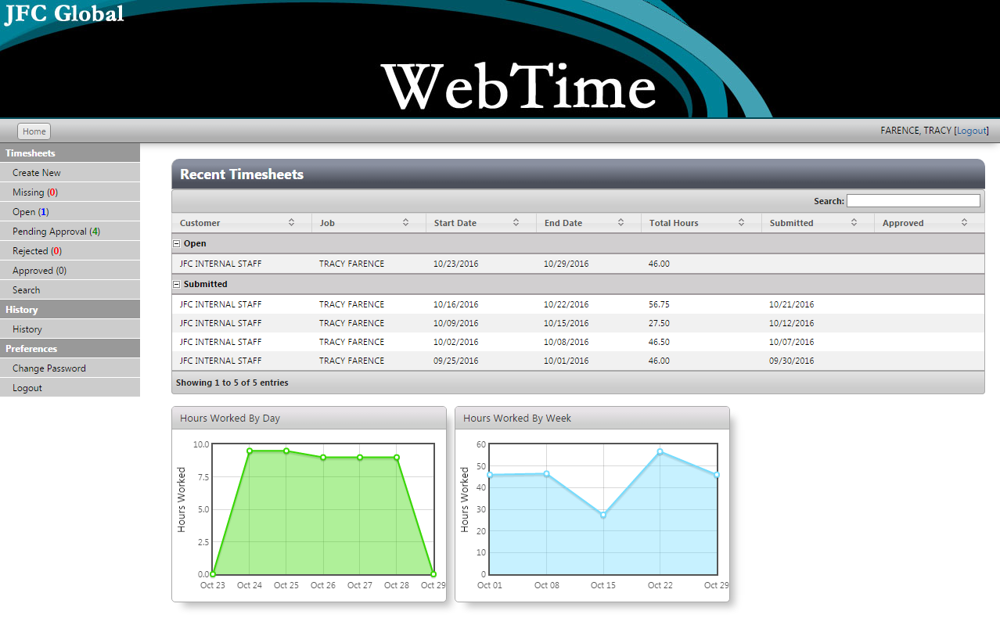 JFC Global
WebTime
Home
FARENCE, TRACY [Logout]
Timesheets
Create New
Missing (0)
Open (1)
Pending Approval (4)
Rejected (0)
Approved (0)
Search
History
History
Preferences
Change Password
Logout
Recent Timesheets
Search:
Customer Job Start Date End Date Total Hours Submitted Approved
Open
JFC INTERNAL STAFF TRACY FARENCE 10/23/2016 10/29/2016 46.00
Submitted
JFC INTERNAL STAFF TRACY FARENCE 10/16/2016 10/22/2016 56.75 10/21/2016
JFC INTERNAL STAFF TRACY FARENCE 10/09/2016 10/15/2016 27.50 10/12/2016
JFC INTERNAL STAFF TRACY FARENCE 10/02/2016 10/08/2016 46.50 10/07/2016
JFC INTERNAL STAFF TRACY FARENCE 09/25/2016 10/01/2016 46.00 09/30/2016
Showing 1 to 5 of 5 entries
Hours Worked By Day
Hours Worked
10.0
7.5
5.0
2.5
0.0
Oct 23 Oct 24 Oct 25 Oct 26 Oct 27 Oct 28 Oct 29
Hours Worked By Week
Hours Worked
60
50
40
30
20
10
0
Oct 01 Oct 08 Oct 15 Oct 22 Oct 29